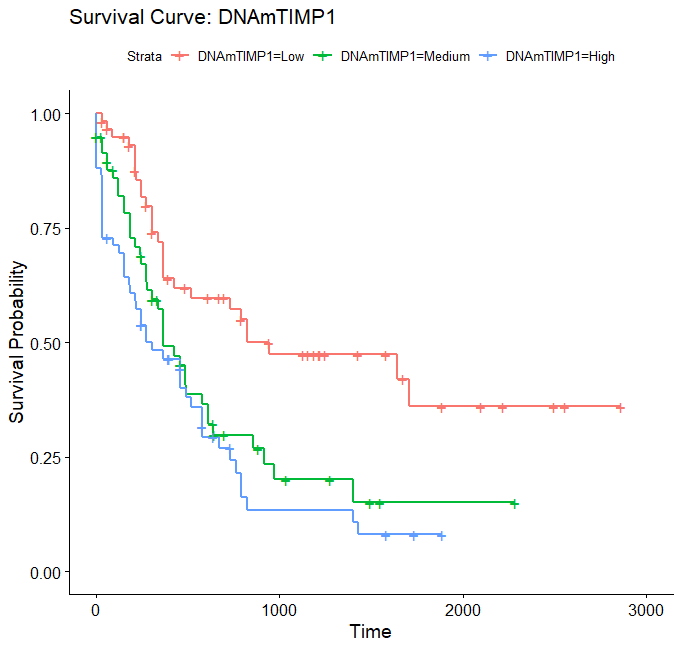 Survival Curve: DNAmTIMP1
Strata DNAmTIMP1=Low DNAmTIMP1=Medium DNAmTIMP1=High
Survival Probability
1.00
0.75
0.50
0.25
0.00
0 1000 2000 3000
Time